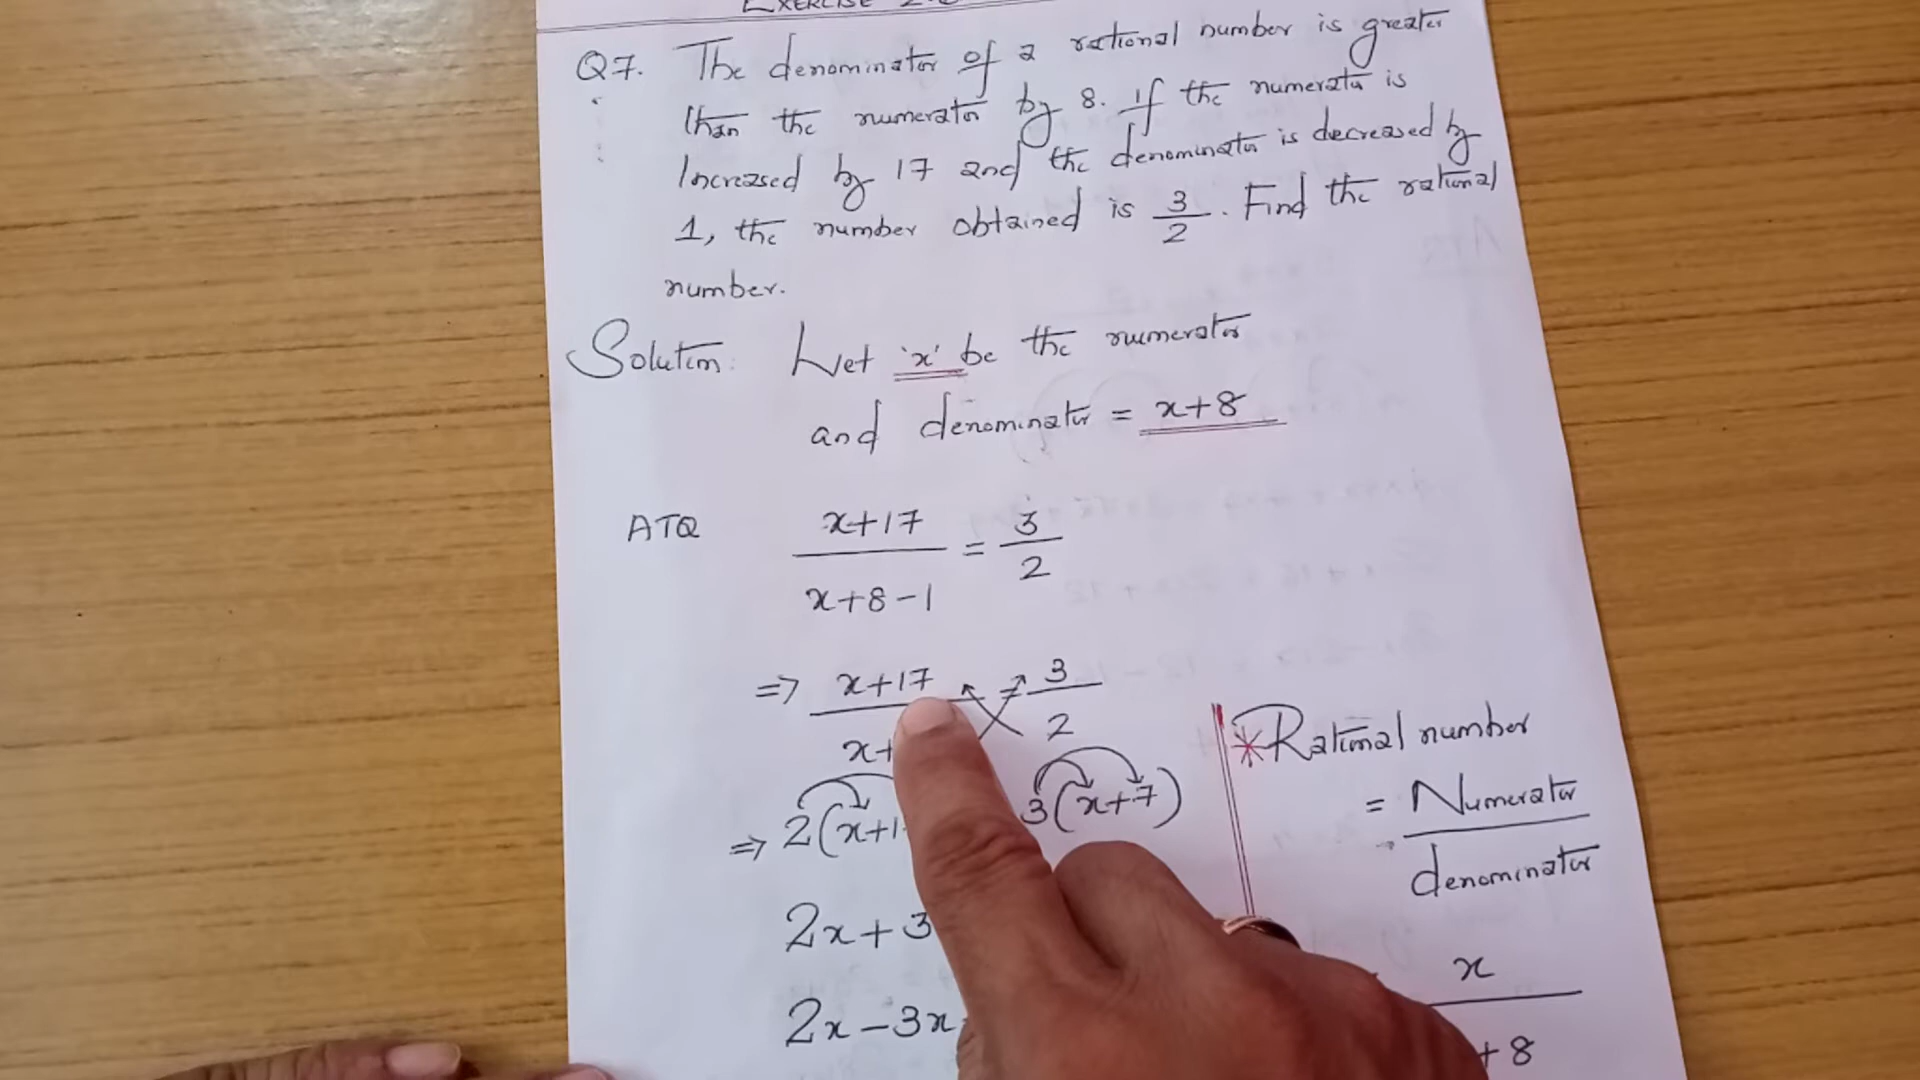 EXERCISE
Q7. The denominator of a rational number is greater
than the numerator by 8. If the numerator is
Increased by 17 and the denominator is decreased by
1, the number obtained is 3/2. Find the rational
number.
Solution: Let 'x' be the numerator
and denominator = x+8
ATQ x+17 / x+8-1 = 3/2
=> x+17 / x+ = 3/2
=> 2(x+1 3(x+7)
2x+3
2x-3x
* Rational number
= Numerator / denominator
x / +8